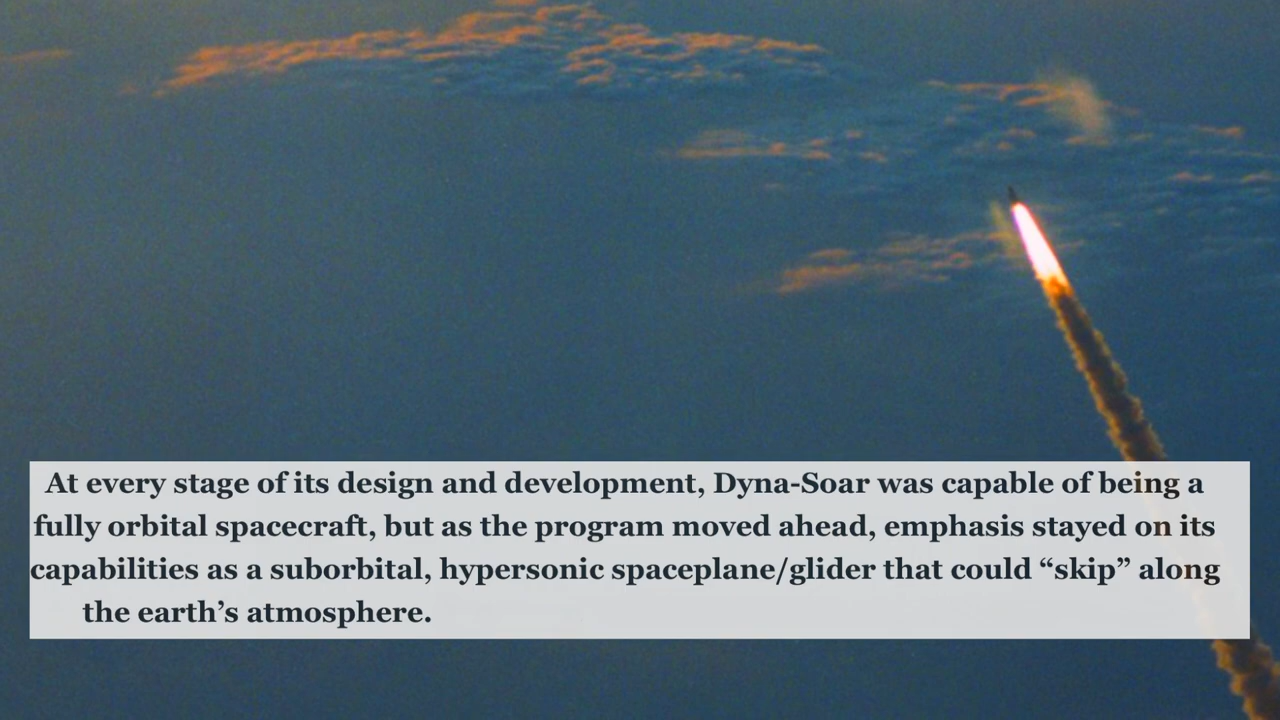 At every stage of its design and development, Dyna-Soar was capable of being a
fully orbital spacecraft, but as the program moved ahead, emphasis stayed on its
capabilities as a suborbital, hypersonic spaceplane/glider that could “skip” along
the earth’s atmosphere.